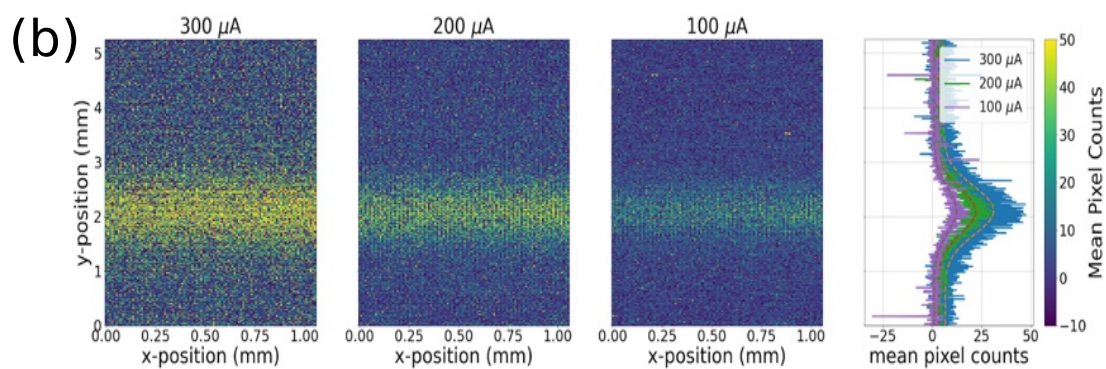 (b)
300 μA
200 μA
100 μA
y-position (mm)
5
4
3
2
1
0
0.00 0.25 0.50 0.75 1.00
x-position (mm)
0.00 0.25 0.50 0.75 1.00
x-position (mm)
0.00 0.25 0.50 0.75 1.00
x-position (mm)
300 μA
200 μA
100 μA
−25 0 25 50
mean pixel counts
50
40
30
20
10
0
−10
Mean Pixel Counts